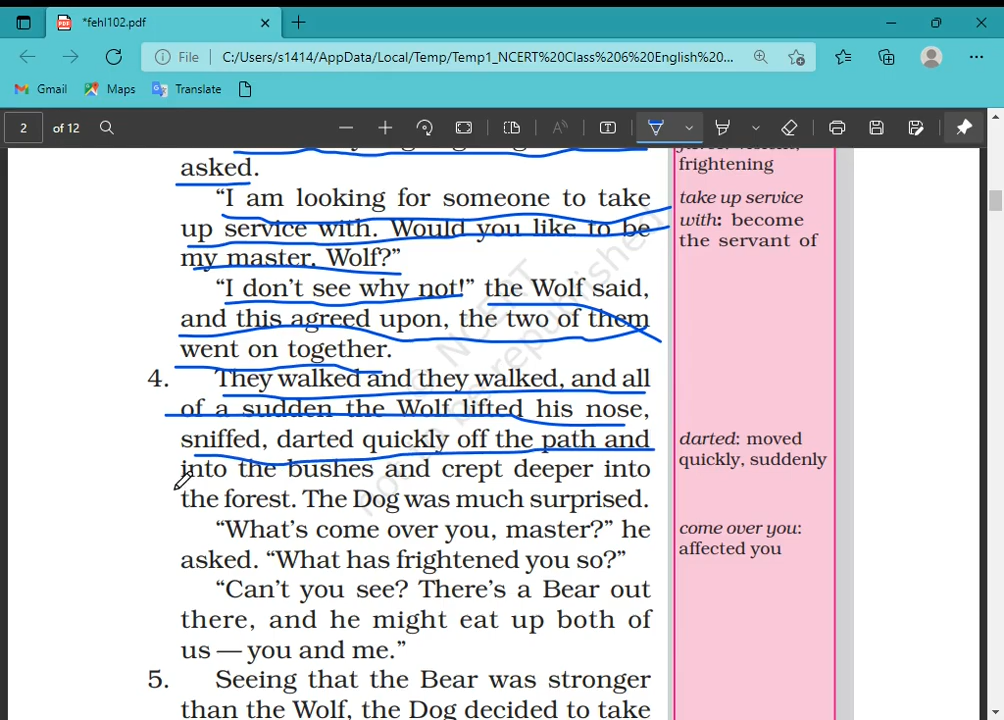 *fehl102.pdf
File C:/Users/s1414/AppData/Local/Temp/Temp1_NCERT%20Class%206%20English%20...
Gmail Maps Translate
2 of 12
asked.
“I am looking for someone to take
up service with. Would you like to be
my master, Wolf?”
“I don’t see why not!” the Wolf said,
and this agreed upon, the two of them
went on together.
4. They walked and they walked, and all
of a sudden the Wolf lifted his nose,
sniffed, darted quickly off the path and
into the bushes and crept deeper into
the forest. The Dog was much surprised.
“What’s come over you, master?” he
asked. “What has frightened you so?”
“Can’t you see? There’s a Bear out
there, and he might eat up both of
us — you and me.”
5. Seeing that the Bear was stronger
than the Wolf, the Dog decided to take
frightening
take up service
with: become
the servant of
darted: moved
quickly, suddenly
come over you:
affected you
NCERT
be republished